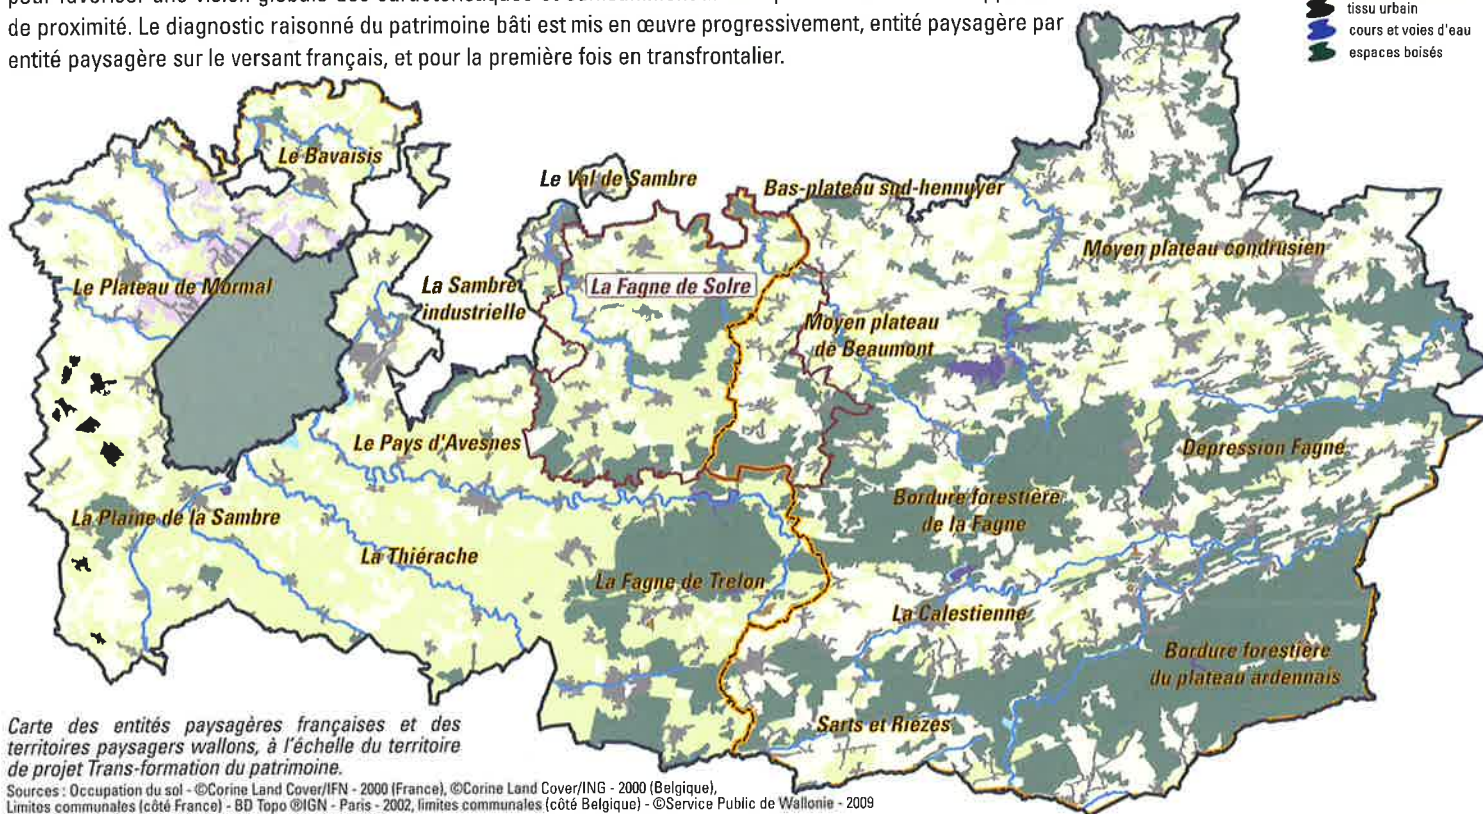 de proximité. Le diagnostic raisonné du patrimoine bâti est mis en œuvre progressivement, entité paysagère par
entité paysagère sur le versant français, et pour la première fois en transfrontalier.
tissu urbain
cours et voies d'eau
espaces boisés
Le Bavaisis
Le Val de Sambre
Bas-plateau sud-hennuyer
Moyen plateau condrusien
Le Plateau de Mormal
La Sambre
industrielle
La Fagne de Solre
Moyen plateau
de Beaumont
Le Pays d'Avesnes
Dépression Fagne
Bordure forestière
de la Fagne
La Plaine de la Sambre
La Thiérache
La Fagne de Trelon
La Calestienne
Bordure forestière
du plateau ardennais
Sarts et Rièzes
Carte des entités paysagères françaises et des
territoires paysagers wallons, à l'échelle du territoire
de projet Trans-formation du patrimoine.
Sources : Occupation du sol - ©Corine Land Cover/IFN - 2000 (France), ©Corine Land Cover/ING - 2000 (Belgique),
Limites communales (côté France) - BD Topo ®IGN - Paris - 2002, limites communales (côté Belgique) - ©Service Public de Wallonie - 2009